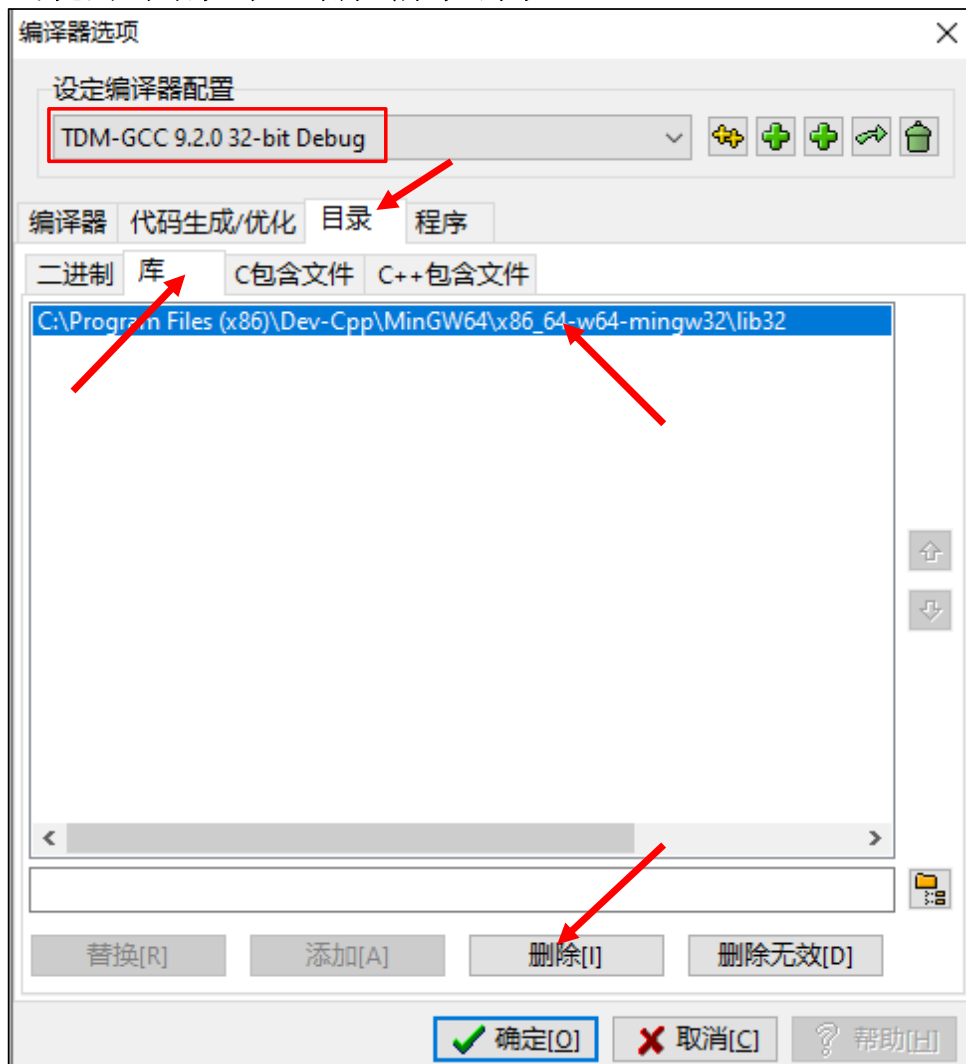 编译器选项
设定编译器配置
TDM-GCC 9.2.0 32-bit Debug
编译器 代码生成/优化 目录 程序
二进制 库 C包含文件 C++包含文件
C:\Program Files (x86)\Dev-Cpp\MinGW64\x86_64-w64-mingw32\lib32
替换[R] 添加[A] 删除[I] 删除无效[D]
确定[O] 取消[C] 帮助[H]